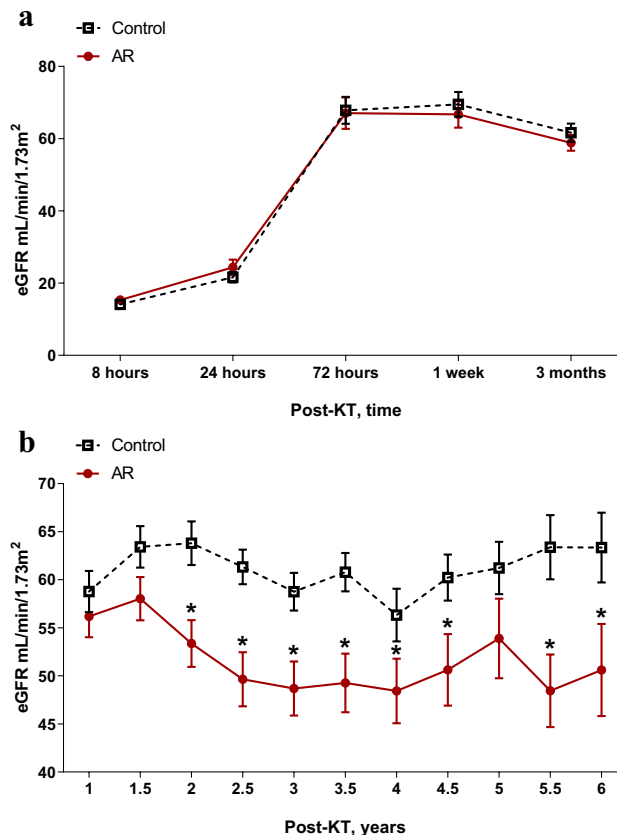 a
Control
AR
80
60
40
20
0
eGFR mL/min/1.73m²
8 hours 24 hours 72 hours 1 week 3 months
Post-KT, time
b
Control
AR
70
65
60
55
50
45
40
eGFR mL/min/1.73m²
* * * * * * * *
1 1.5 2 2.5 3 3.5 4 4.5 5 5.5 6
Post-KT, years